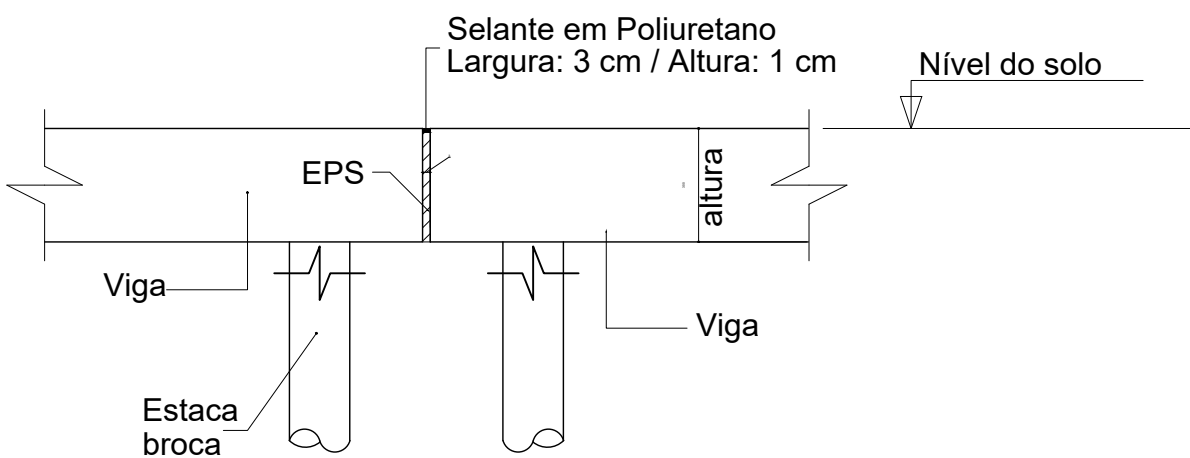 Selante em Poliuretano
Largura: 3 cm / Altura: 1 cm
Nível do solo
EPS
altura
Viga
Viga
Estaca
broca